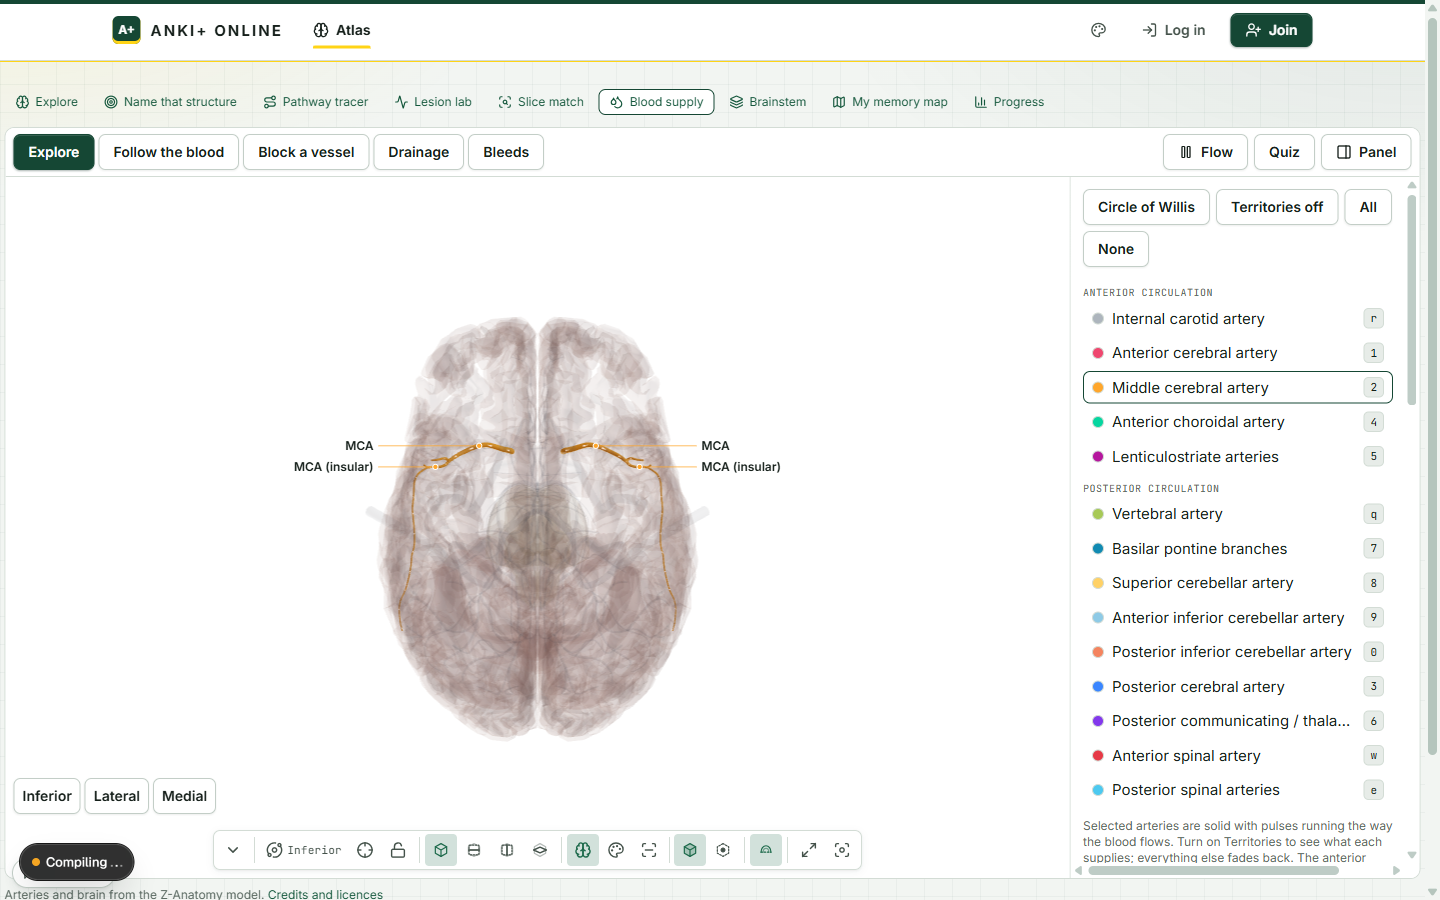 A+ ANKI+ ONLINE Atlas Log in Join
Explore Name that structure Pathway tracer Lesion lab Slice match Blood supply Brainstem My memory map Progress
Explore Follow the blood Block a vessel Drainage Bleeds Flow Quiz Panel
Circle of Willis Territories off All
None
ANTERIOR CIRCULATION
Internal carotid artery r
Anterior cerebral artery 1
Middle cerebral artery 2
Anterior choroidal artery 4
Lenticulostriate arteries 5
POSTERIOR CIRCULATION
Vertebral artery q
Basilar pontine branches 7
Superior cerebellar artery 8
Anterior inferior cerebellar artery 9
Posterior inferior cerebellar artery 0
Posterior cerebral artery 3
Posterior communicating / thala... 6
Anterior spinal artery w
Posterior spinal arteries e
Selected arteries are solid with pulses running the way
the blood flows. Turn on Territories to see what each
supplies; everything else fades back. The anterior
MCA MCA
MCA (insular) MCA (insular)
Inferior Lateral Medial
Inferior
Compiling ...
Arteries and brain from the Z-Anatomy model. Credits and licences